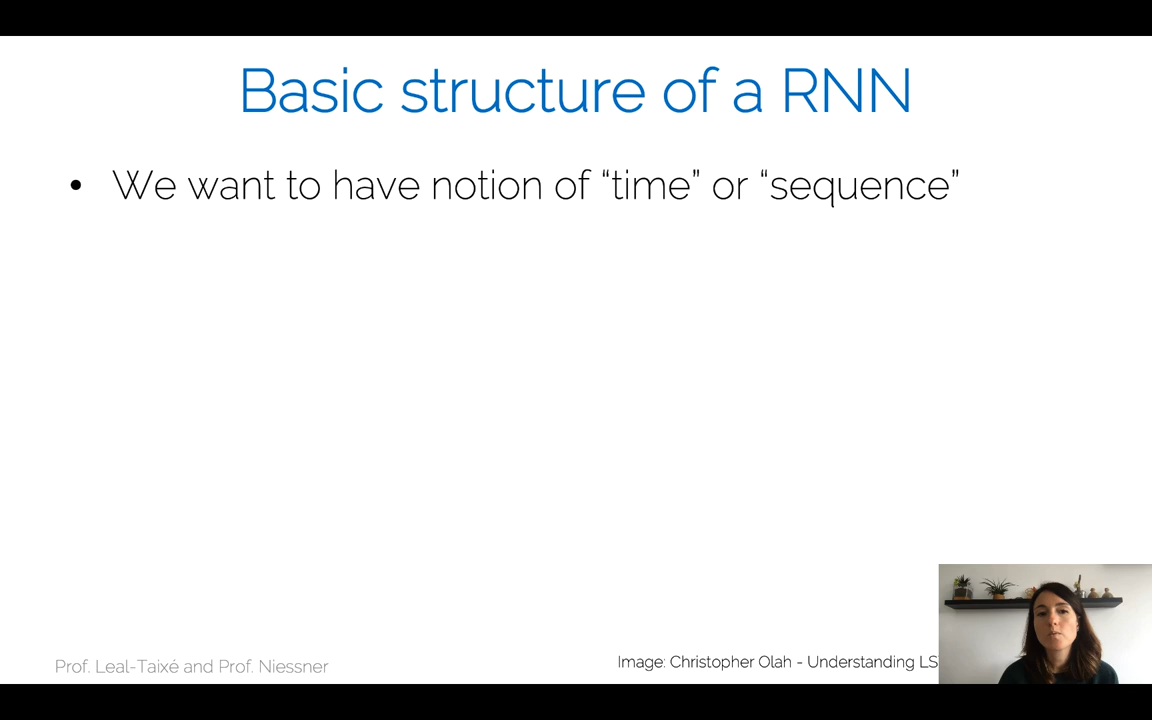 Basic structure of a RNN
• We want to have notion of “time” or “sequence”
Prof. Leal-Taixé and Prof. Niessner
Image: Christopher Olah - Understanding LS